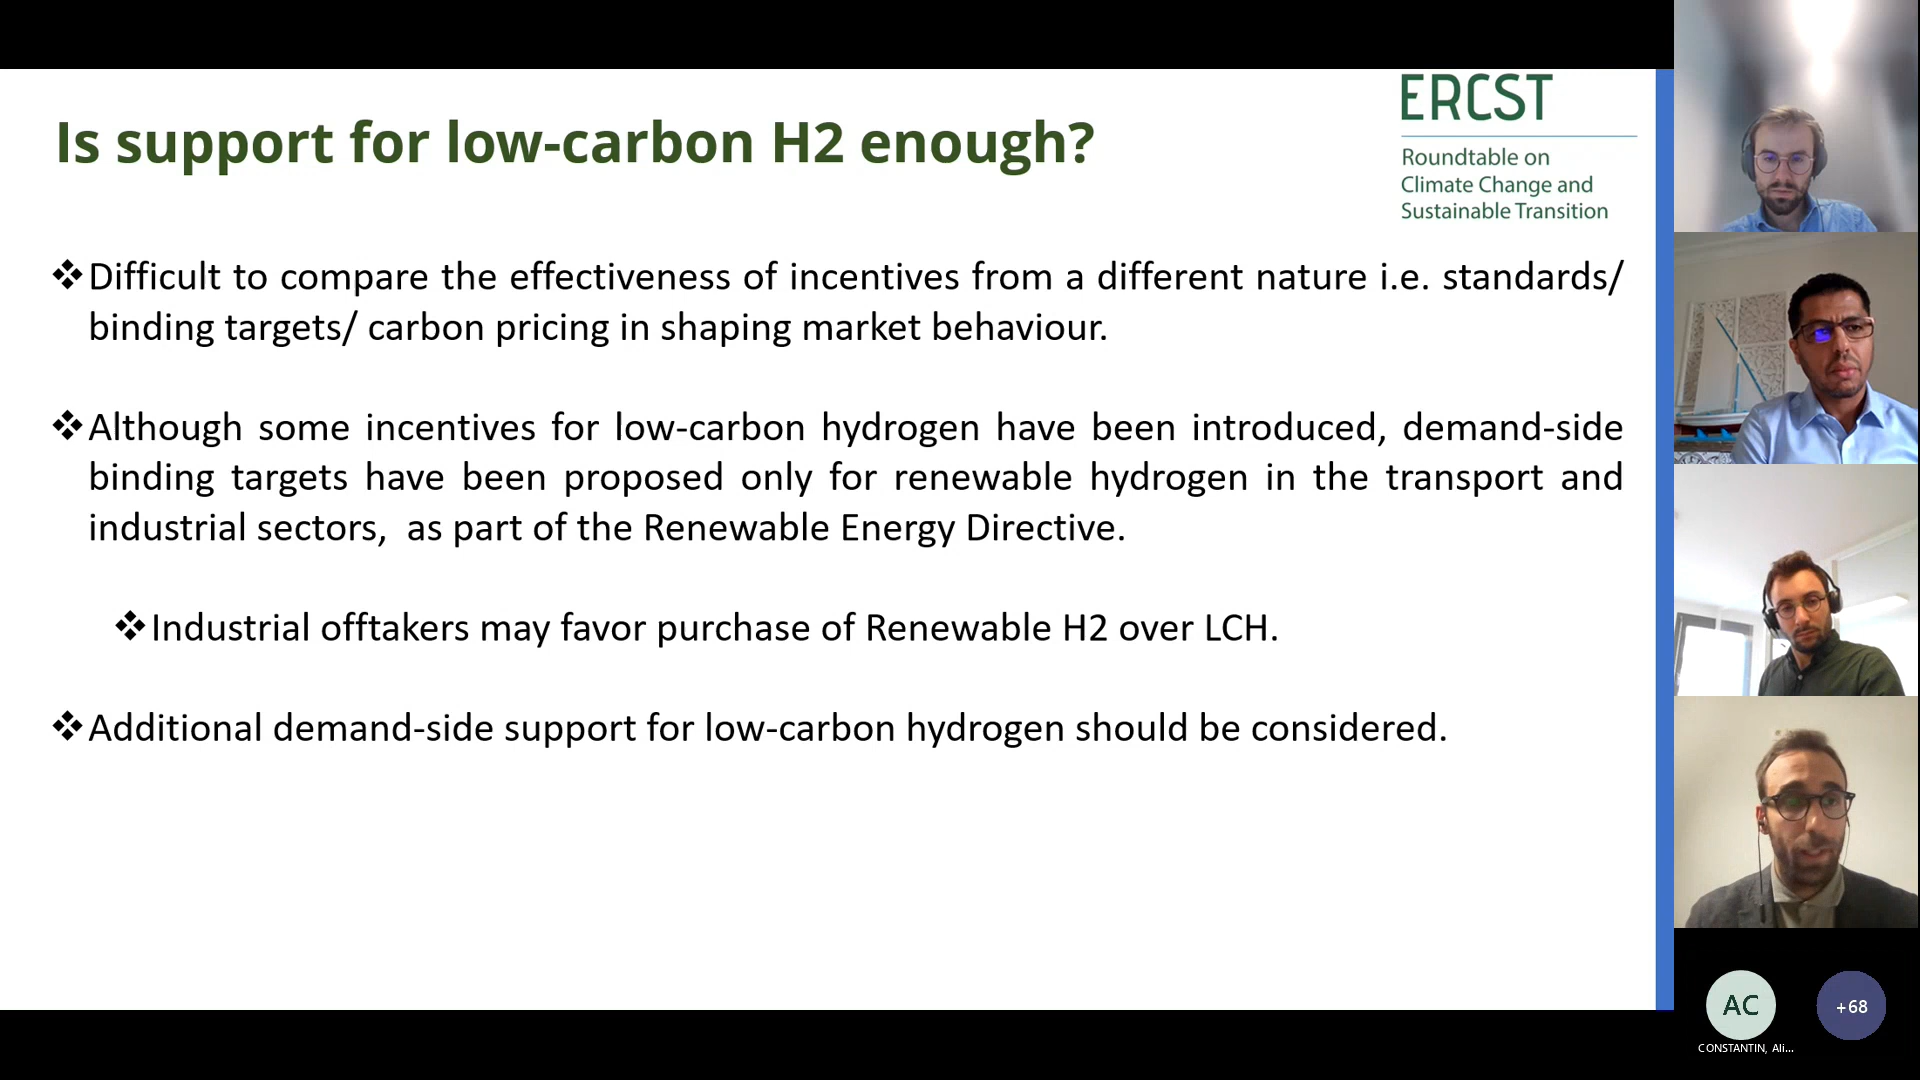 Is support for low-carbon H2 enough?
ERCST
Roundtable on
Climate Change and
Sustainable Transition
❖Difficult to compare the effectiveness of incentives from a different nature i.e. standards/
binding targets/ carbon pricing in shaping market behaviour.
❖Although some incentives for low-carbon hydrogen have been introduced, demand-side
binding targets have been proposed only for renewable hydrogen in the transport and
industrial sectors,  as part of the Renewable Energy Directive.
❖Industrial offtakers may favor purchase of Renewable H2 over LCH.
❖Additional demand-side support for low-carbon hydrogen should be considered.
AC
+68
CONSTANTIN, Ali...